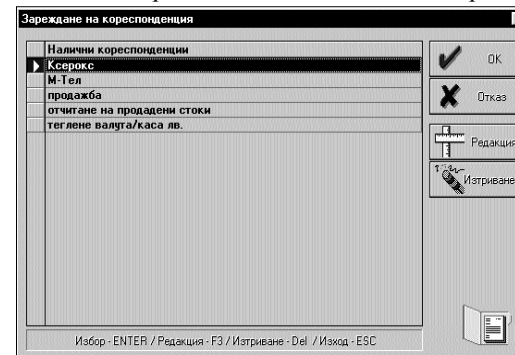 Зареждане на кореспонденция
Налични кореспонденции
Ксерокс
М-Тел
продажба
отчитане на продадени стоки
теглене валута/каса лв.
OK
Отказ
Редакция
Изтриване
Избор - ENTER / Редакция - F3 / Изтриване - Del / Изход - ESC